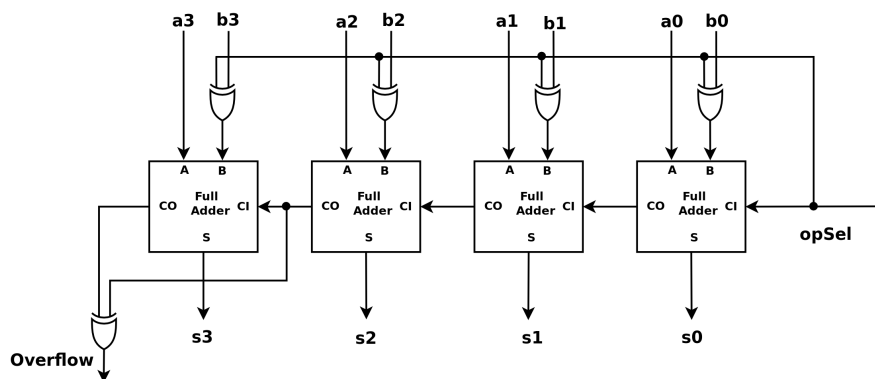 a3 b3 a2 b2 a1 b1 a0 b0
A B A B A B A B
CO Full Adder CI CO Full Adder CI CO Full Adder CI CO Full Adder CI
S S S S
opSel
s3 s2 s1 s0
Overflow